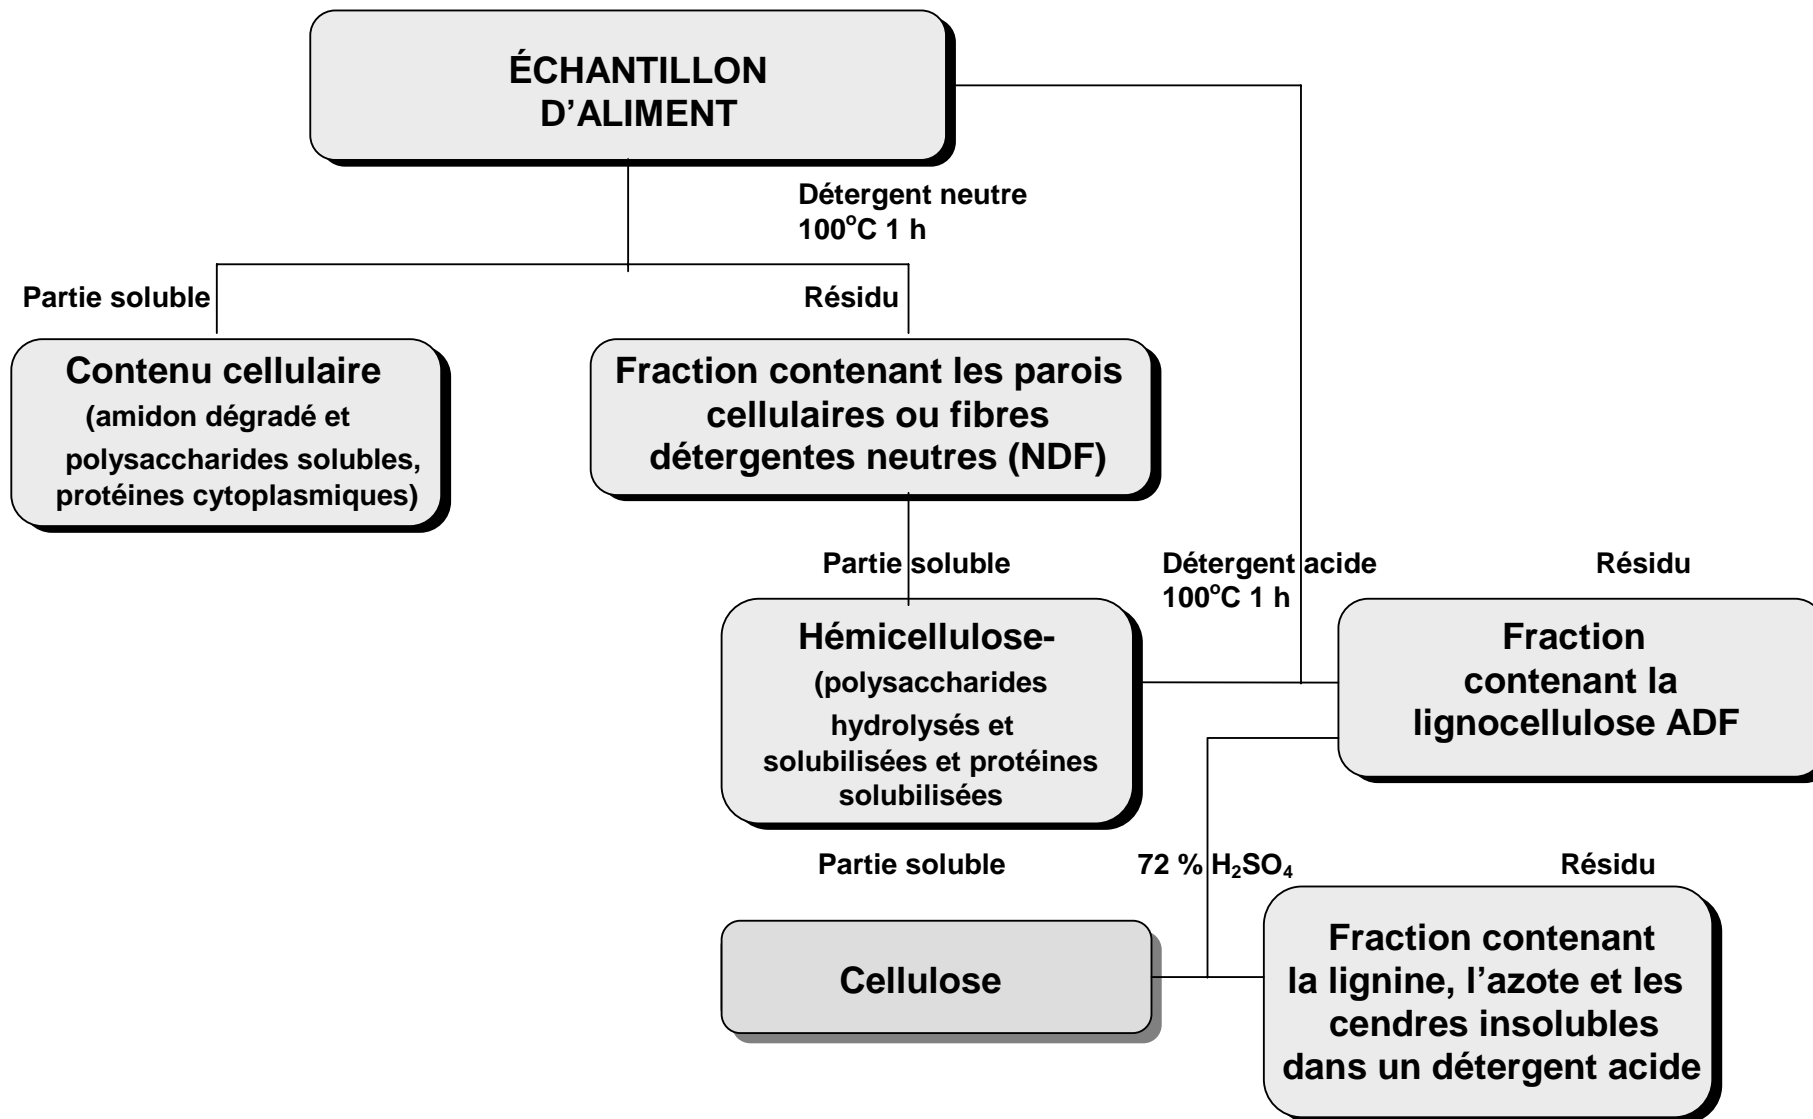 ÉCHANTILLON
D’ALIMENT
Détergent neutre
100°C 1 h
Partie soluble
Résidu
Contenu cellulaire
(amidon dégradé et
polysaccharides solubles,
protéines cytoplasmiques)
Fraction contenant les parois
cellulaires ou fibres
détergentes neutres (NDF)
Partie soluble
Détergent acide
100°C 1 h
Résidu
Hémicellulose-
(polysaccharides
hydrolysés et
solubilisées et protéines
solubilisées
Fraction
contenant la
lignocellulose ADF
Partie soluble
72 % H₂SO₄
Résidu
Cellulose
Fraction contenant
la lignine, l’azote et les
cendres insolubles
dans un détergent acide